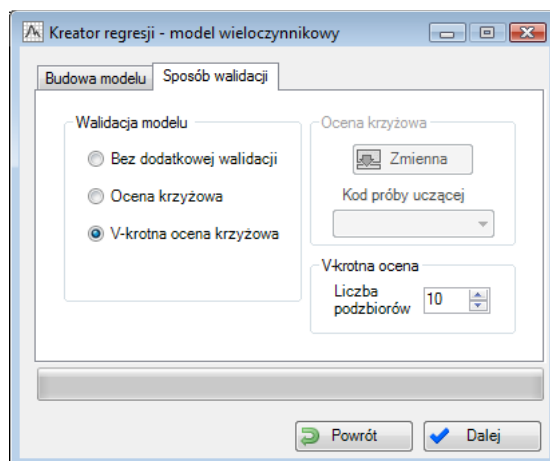 Kreator regresji - model wieloczynnikowy
Budowa modelu
Sposób walidacji
Walidacja modelu
Bez dodatkowej walidacji
Ocena krzyżowa
V-krotna ocena krzyżowa
Ocena krzyżowa
Zmienna
Kod próby uczącej
V-krotna ocena
Liczba
podzbiorów
10
Powrót
Dalej